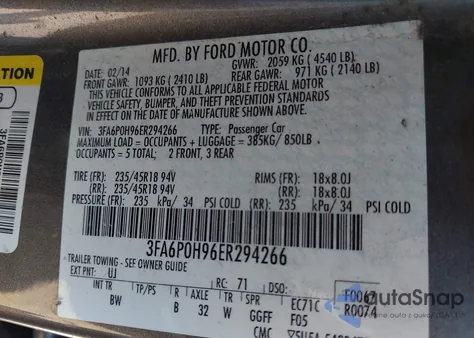 MFD. BY FORD MOTOR CO.
02/14 GVWR: 2059 KG ( 4540 LB)
FRONT GAWR: 1093 KG ( 2410 LB) REAR GAWR: 971 KG ( 2140 LB)
THIS VEHICLE CONFORMS TO ALL APPLICABLE FEDERAL MOTOR
VEHICLE SAFETY, BUMPER, AND THEFT PREVENTION STANDARDS IN
EFFECT ON THE DATE OF MANUFACTURE SHOWN ABOVE.
VIN: 3FA6P0H96ER294266 TYPE: Passenger Car
MAXIMUM LOAD = OCCUPANTS + LUGGAGE = 385KG / 850LB
OCCUPANTS = 5 TOTAL: 2 FRONT, 3 REAR
TIRE (FR): 235/45R18 94V RIMS (FR): 18x8.0J
(RR): 235/45R18 94V (RR): 18x8.0J
PRESSURE (FR): 235 kPa/ 34 PSI COLD (RR): 235 kPa/ 34 PSI COLD
3FA6P0H96ER294266
TRAILER TOWING - SEE OWNER GUIDE
EXT PNT: UJ RC: 71 DSO: F0067
INT TR TP/PS R AX TR SPR EC71C R0074
BW B 32 W GGFF F05
CMC
TION
AutoSnap